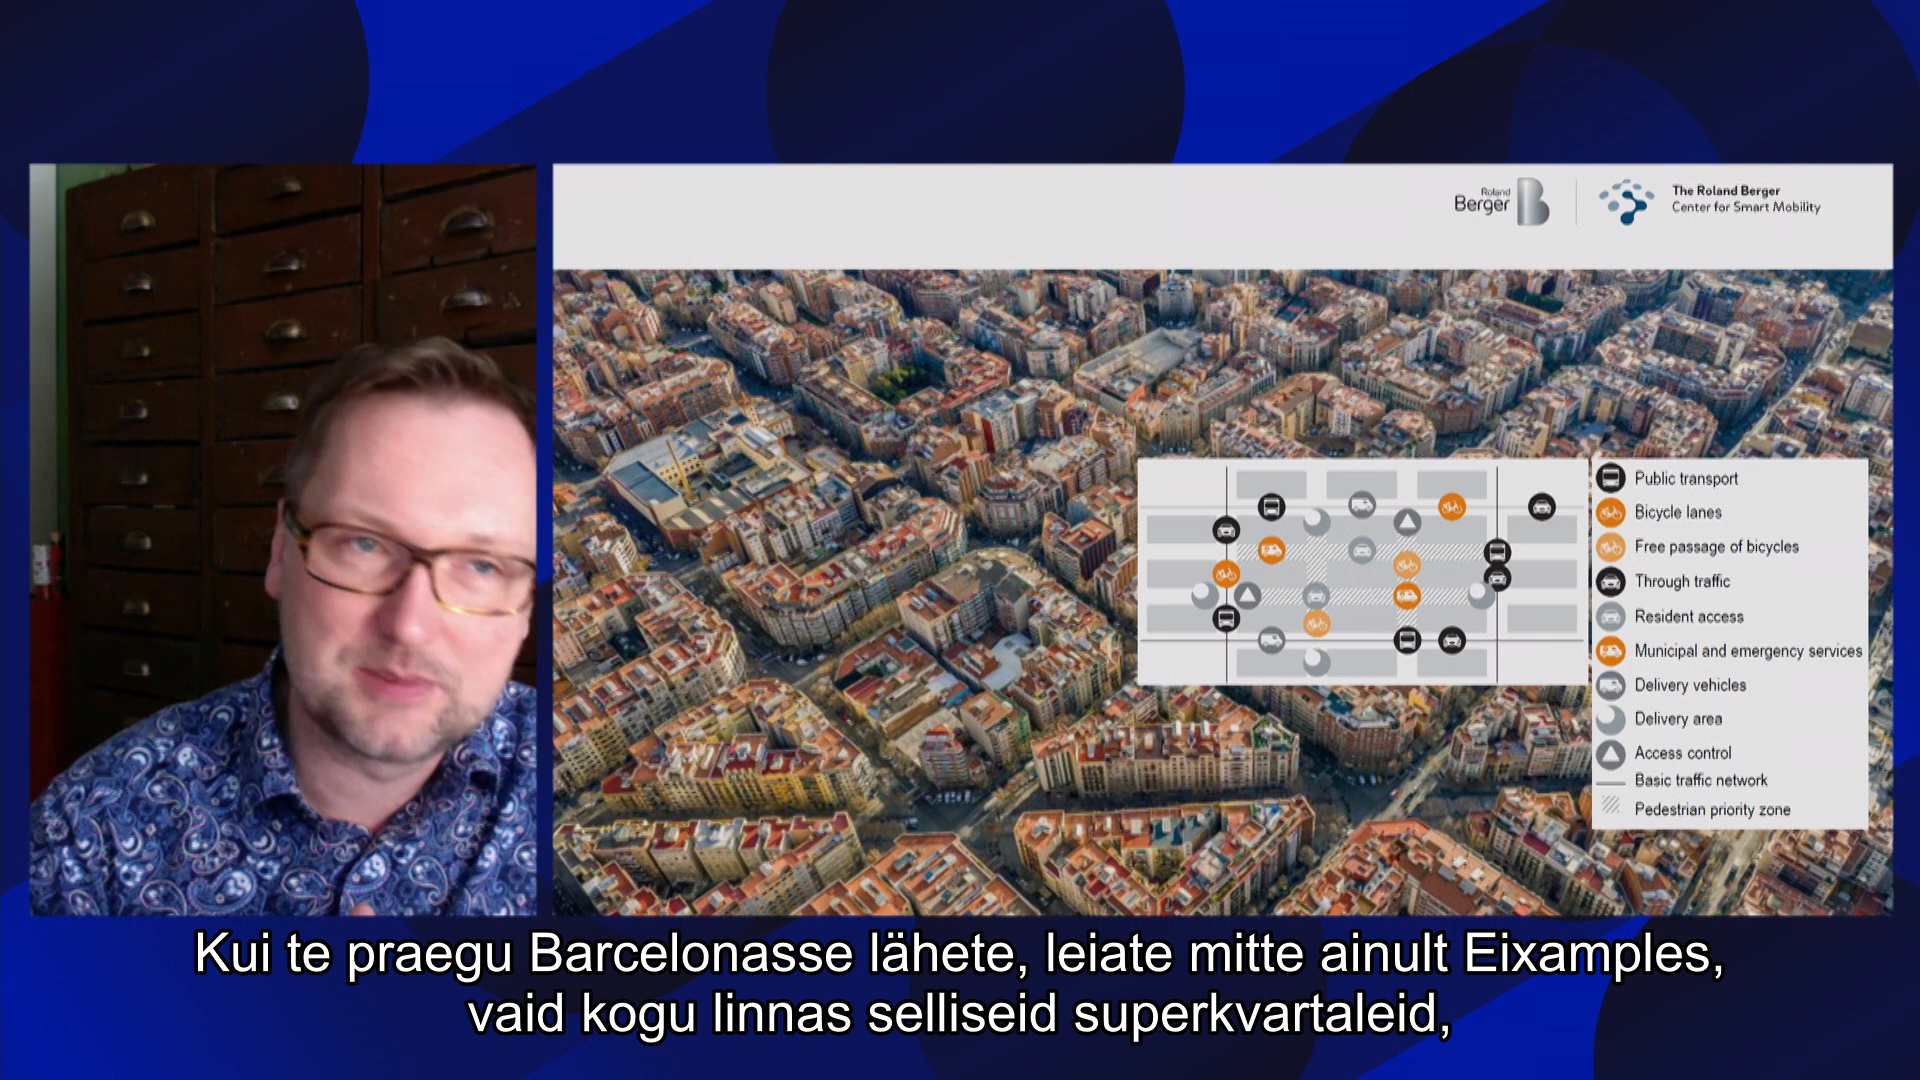 Roland
Berger
The Roland Berger
Center for Smart Mobility
Public transport
Bicycle lanes
Free passage of bicycles
Through traffic
Resident access
Municipal and emergency services
Delivery vehicles
Delivery area
Access control
Basic traffic network
Pedestrian priority zone
Kui te praegu Barcelonasse lähete, leiate mitte ainult Eixamples,
vaid kogu linnas selliseid superkvartaleid,